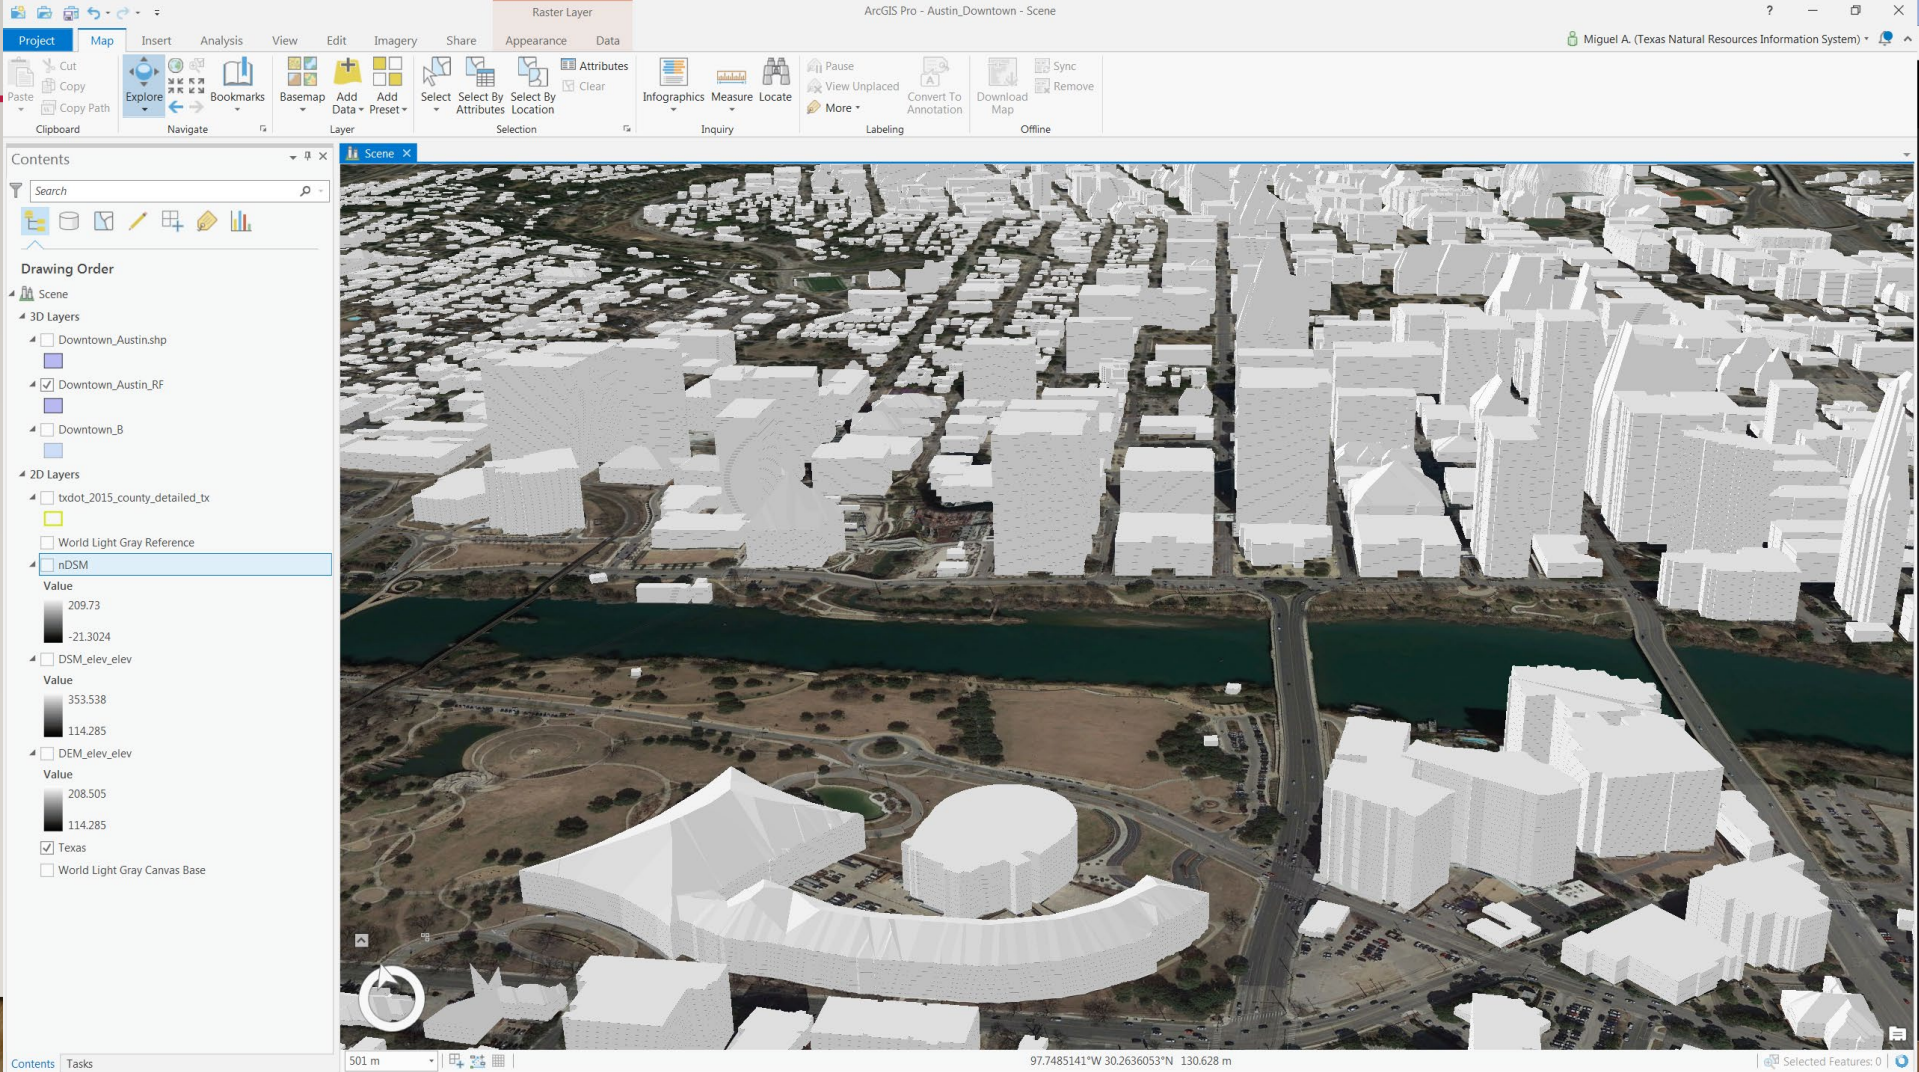 Raster Layer
ArcGIS Pro - Austin_Downtown - Scene
?
Project Map Insert Analysis View Edit Imagery Share Appearance Data
Miguel A. (Texas Natural Resources Information System)
Paste
Cut
Copy
Copy Path
Clipboard
Explore
Bookmarks
Navigate
Basemap
Add Data
Add Preset
Layer
Select
Select By Attributes
Select By Location
Attributes
Clear
Selection
Infographics
Measure
Locate
Inquiry
Pause
View Unplaced
More
Convert To Annotation
Labeling
Download Map
Sync
Remove
Offline
Contents
Search
Scene
Drawing Order
Scene
3D Layers
Downtown_Austin.shp
Downtown_Austin_RF
Downtown_B
2D Layers
txdot_2015_county_detailed_tx
World Light Gray Reference
nDSM
Value
209.73
-21.3024
DSM_elev_elev
Value
353.538
114.285
DEM_elev_elev
Value
208.505
114.285
Texas
World Light Gray Canvas Base
Contents Tasks
501 m
97.7485141°W 30.2636053°N 130.628 m
Selected Features: 0